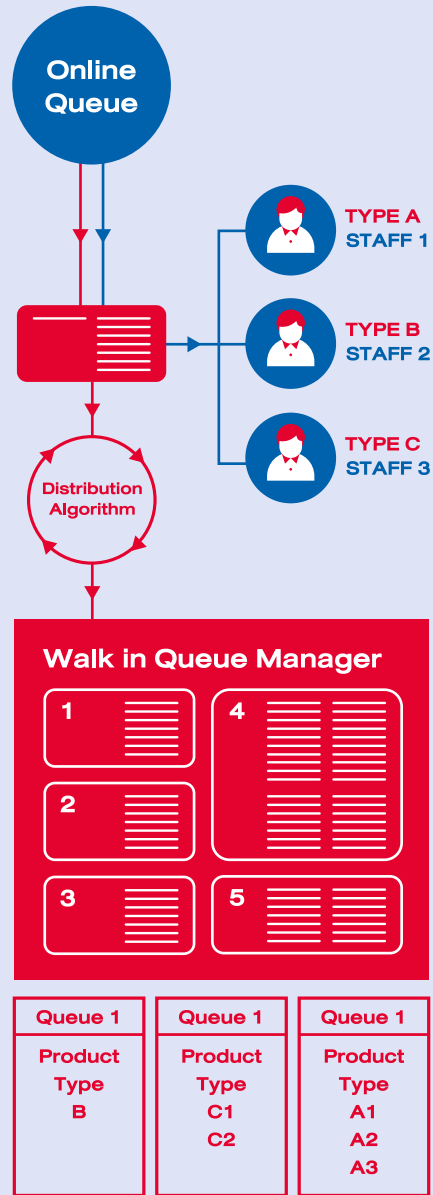 Online
Queue
TYPE A
STAFF 1
TYPE B
STAFF 2
TYPE C
STAFF 3
Distribution
Algorithm
Walk in Queue Manager
1
2
3
4
5
Queue 1
Product
Type
B
Queue 1
Product
Type
C1
C2
Queue 1
Product
Type
A1
A2
A3